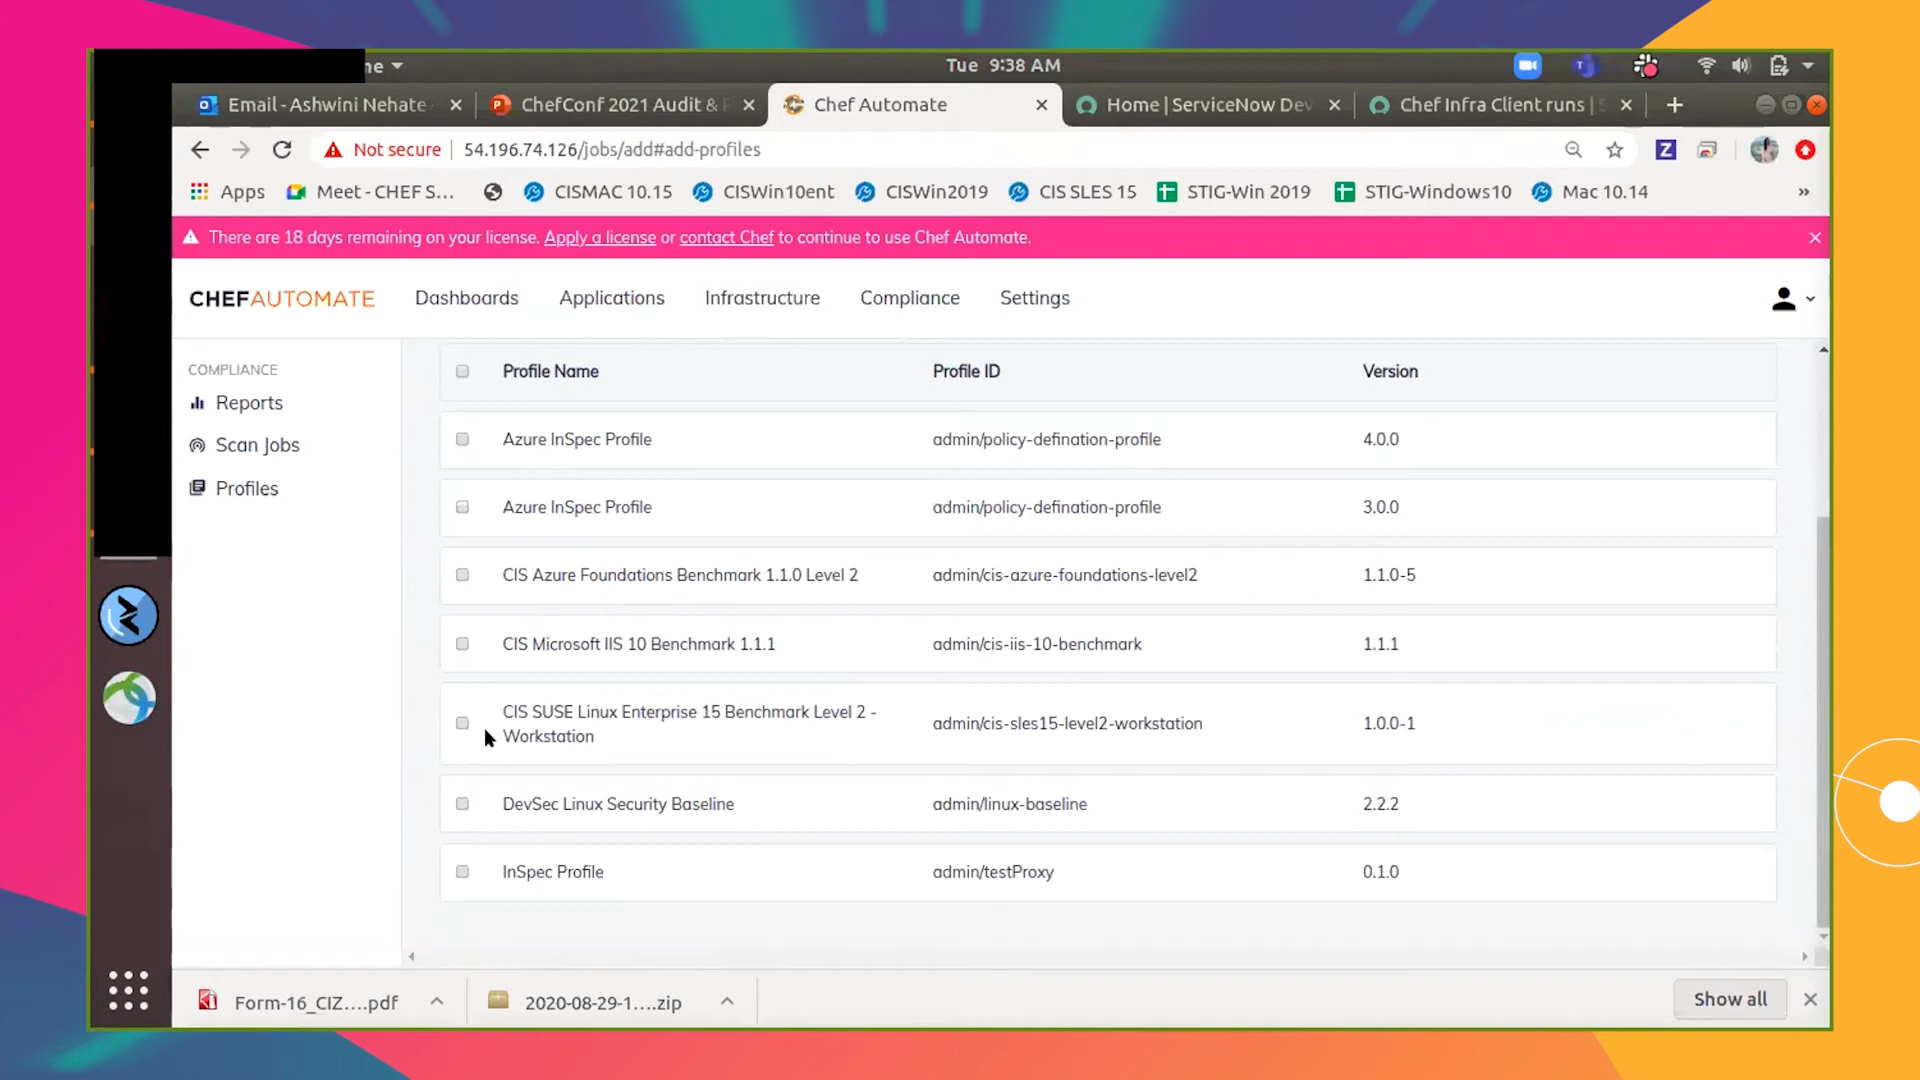 me
Tue 9:38 AM
Email - Ashwini Nehate
ChefConf 2021 Audit &
Chef Automate
Home | ServiceNow Dev
Chef Infra Client runs |
Not secure
54.196.74.126/jobs/add#add-profiles
Z
Apps
Meet - CHEF S...
CISMAC 10.15
CISWin10ent
CISWin2019
CIS SLES 15
STIG-Win 2019
STIG-Windows10
Mac 10.14
»
There are 18 days remaining on your license. Apply a license or contact Chef to continue to use Chef Automate.
CHEFAUTOMATE
Dashboards
Applications
Infrastructure
Compliance
Settings
COMPLIANCE
Reports
Scan Jobs
Profiles
Profile Name
Profile ID
Version
Azure InSpec Profile
admin/policy-defination-profile
4.0.0
Azure InSpec Profile
admin/policy-defination-profile
3.0.0
CIS Azure Foundations Benchmark 1.1.0 Level 2
admin/cis-azure-foundations-level2
1.1.0-5
CIS Microsoft IIS 10 Benchmark 1.1.1
admin/cis-iis-10-benchmark
1.1.1
CIS SUSE Linux Enterprise 15 Benchmark Level 2 -
Workstation
admin/cis-sles15-level2-workstation
1.0.0-1
DevSec Linux Security Baseline
admin/linux-baseline
2.2.2
InSpec Profile
admin/testProxy
0.1.0
Form-16_CIZ....pdf
2020-08-29-1....zip
Show all